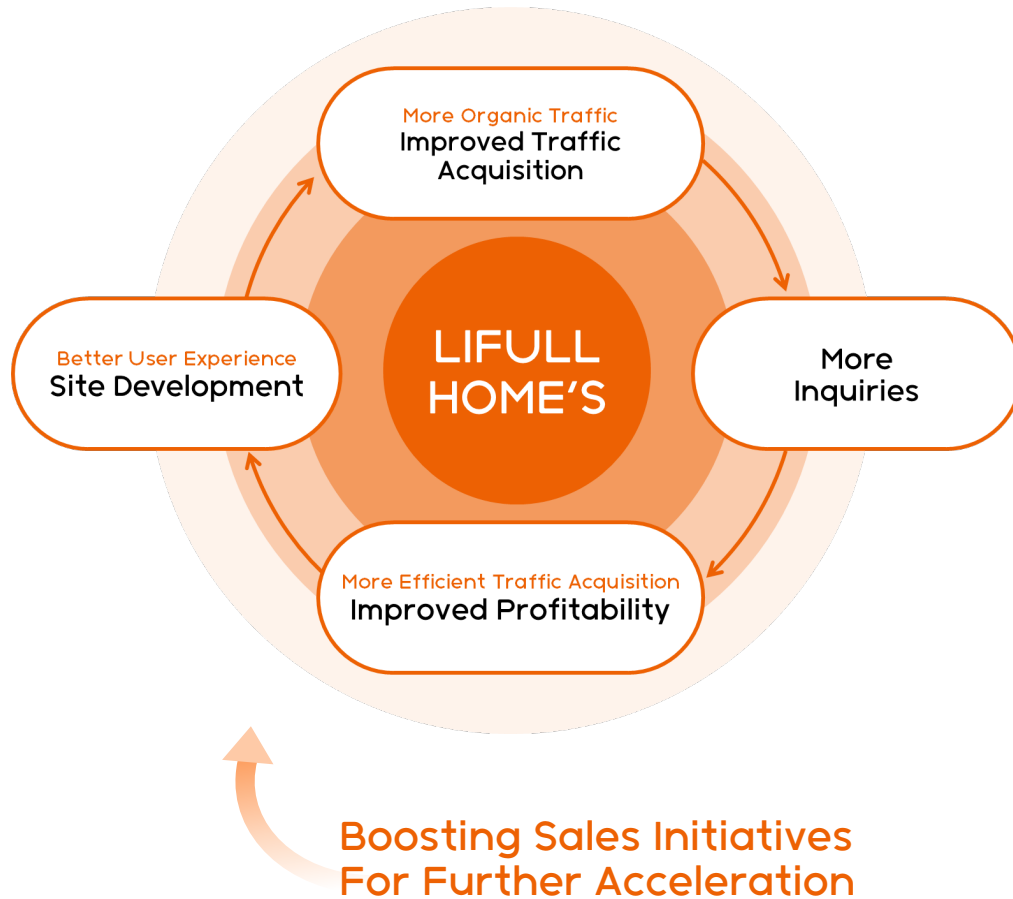 More Organic Traffic
Improved Traffic
Acquisition
LIFULL
HOME'S
Better User Experience
Site Development
More
Inquiries
More Efficient Traffic Acquisition
Improved Profitability
Boosting Sales Initiatives
For Further Acceleration